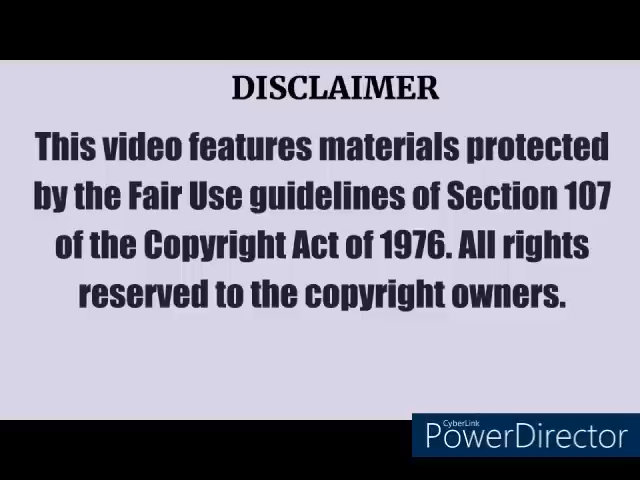 DISCLAIMER
This video features materials protected
by the Fair Use guidelines of Section 107
of the Copyright Act of 1976. All rights
reserved to the copyright owners.
CyberLink
PowerDirector